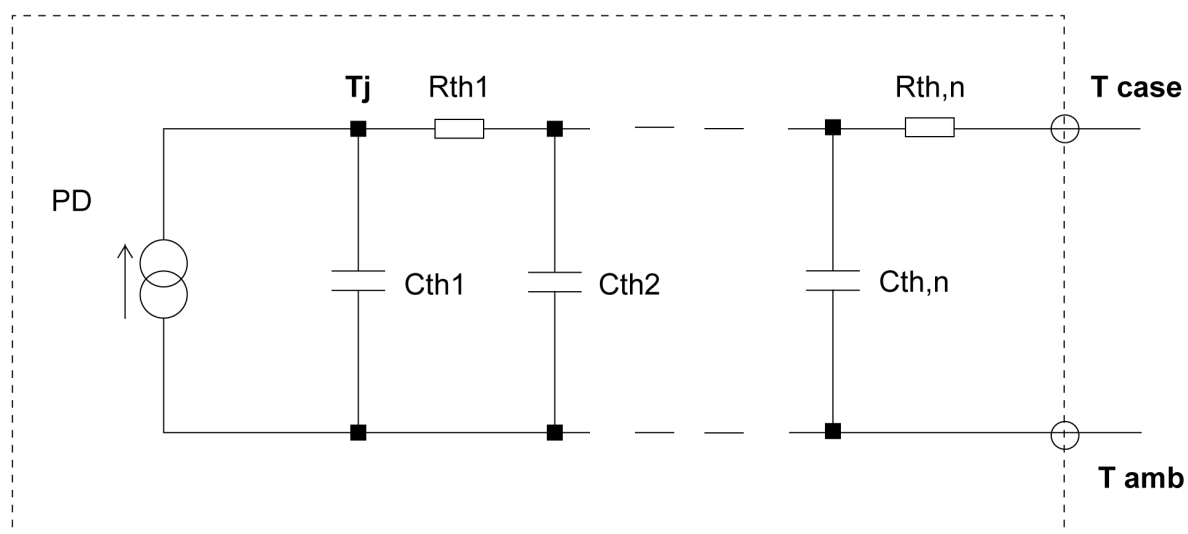 Tj
Rth1
Rth,n
T case
PD
Cth1
Cth2
Cth,n
T amb